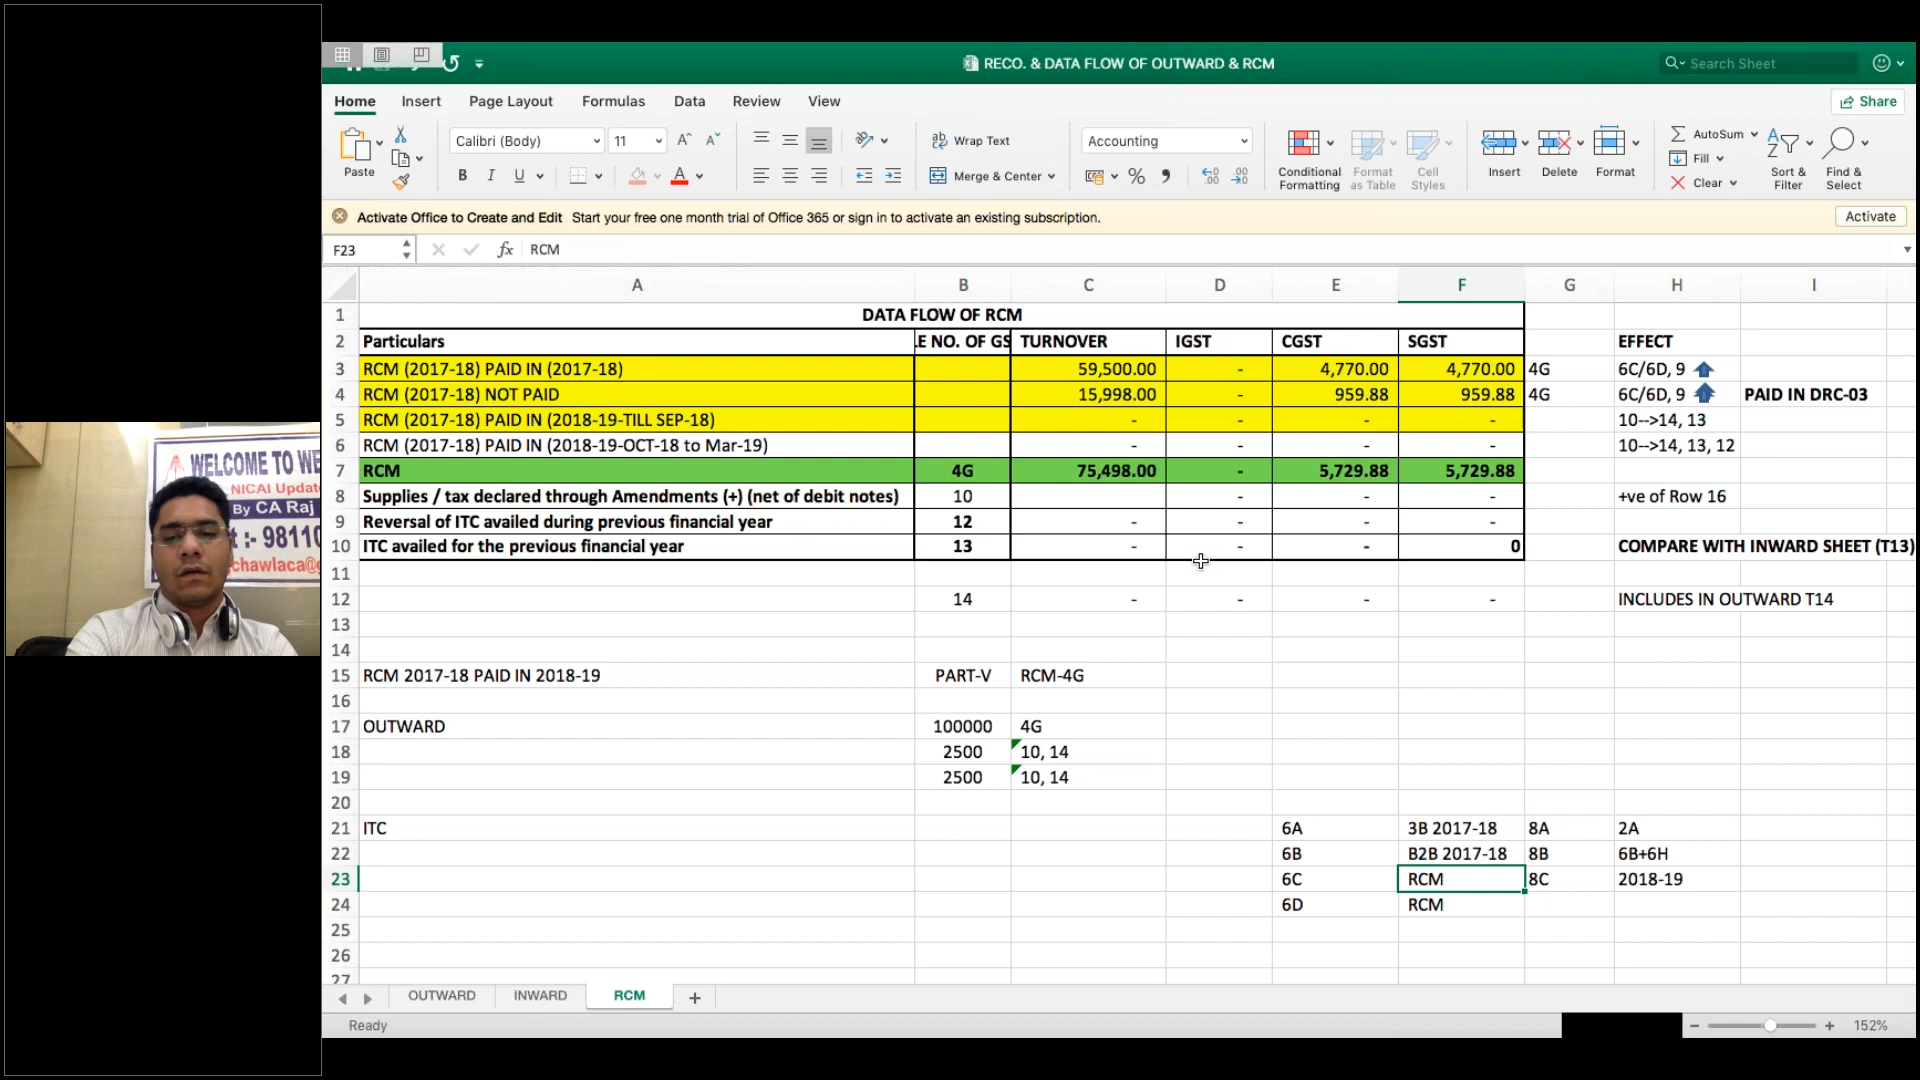 RECO. & DATA FLOW OF OUTWARD & RCM
Search Sheet
Home Insert Page Layout Formulas Data Review View
Share
Paste
Calibri (Body) 11
Wrap Text
Merge & Center
Accounting
Conditional Formatting
Format as Table
Cell Styles
Insert Delete Format
AutoSum
Fill
Clear
Sort & Filter
Find & Select
Activate Office to Create and Edit Start your free one month trial of Office 365 or sign in to activate an existing subscription. Activate
F23 fx RCM
A B C D E F G H I
1 DATA FLOW OF RCM
2 Particulars .E NO. OF GS TURNOVER IGST CGST SGST EFFECT
3 RCM (2017-18) PAID IN (2017-18) 59,500.00 - 4,770.00 4,770.00 4G 6C/6D, 9
4 RCM (2017-18) NOT PAID 15,998.00 - 959.88 959.88 4G 6C/6D, 9 PAID IN DRC-03
5 RCM (2017-18) PAID IN (2018-19-TILL SEP-18) - - - - 10-->14, 13
6 RCM (2017-18) PAID IN (2018-19-OCT-18 to Mar-19) - - - - 10-->14, 13, 12
7 RCM 4G 75,498.00 - 5,729.88 5,729.88
8 Supplies / tax declared through Amendments (+) (net of debit notes) 10 - - - +ve of Row 16
9 Reversal of ITC availed during previous financial year 12 - - - -
10 ITC availed for the previous financial year 13 - - - 0 COMPARE WITH INWARD SHEET (T13)
11
12 14 - - - - INCLUDES IN OUTWARD T14
13
14
15 RCM 2017-18 PAID IN 2018-19 PART-V RCM-4G
16
17 OUTWARD 100000 4G
18 2500 10, 14
19 2500 10, 14
20
21 ITC 6A 3B 2017-18 8A 2A
22 6B B2B 2017-18 8B 6B+6H
23 6C RCM 8C 2018-19
24 6D RCM
25
26
27
OUTWARD INWARD RCM +
Ready 152%
WELCOME TO WE
NICAI Updat
By CA Raj
t :- 98110
chawlaca@